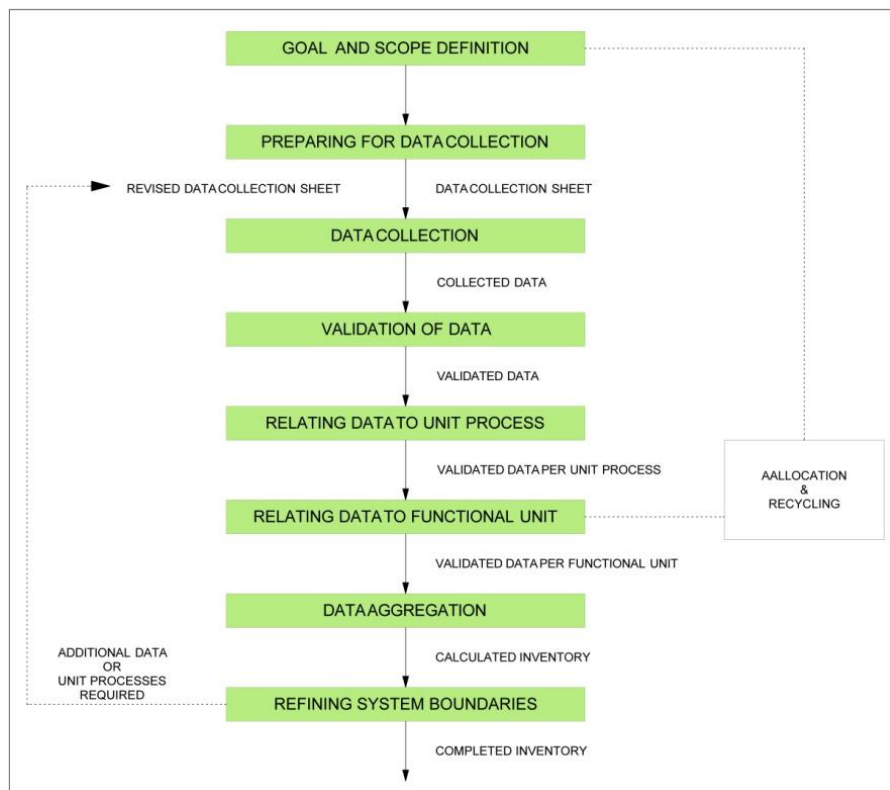 GOAL AND SCOPE DEFINITION
PREPARING FOR DATA COLLECTION
REVISED DATA COLLECTION SHEET
DATA COLLECTION SHEET
DATA COLLECTION
COLLECTED DATA
VALIDATION OF DATA
VALIDATED DATA
RELATING DATA TO UNIT PROCESS
VALIDATED DATA PER UNIT PROCESS
AALLOCATION
&
RECYCLING
RELATING DATA TO FUNCTIONAL UNIT
VALIDATED DATA PER FUNCTIONAL UNIT
DATA AGGREGATION
CALCULATED INVENTORY
ADDITIONAL DATA
OR
UNIT PROCESSES
REQUIRED
REFINING SYSTEM BOUNDARIES
COMPLETED INVENTORY